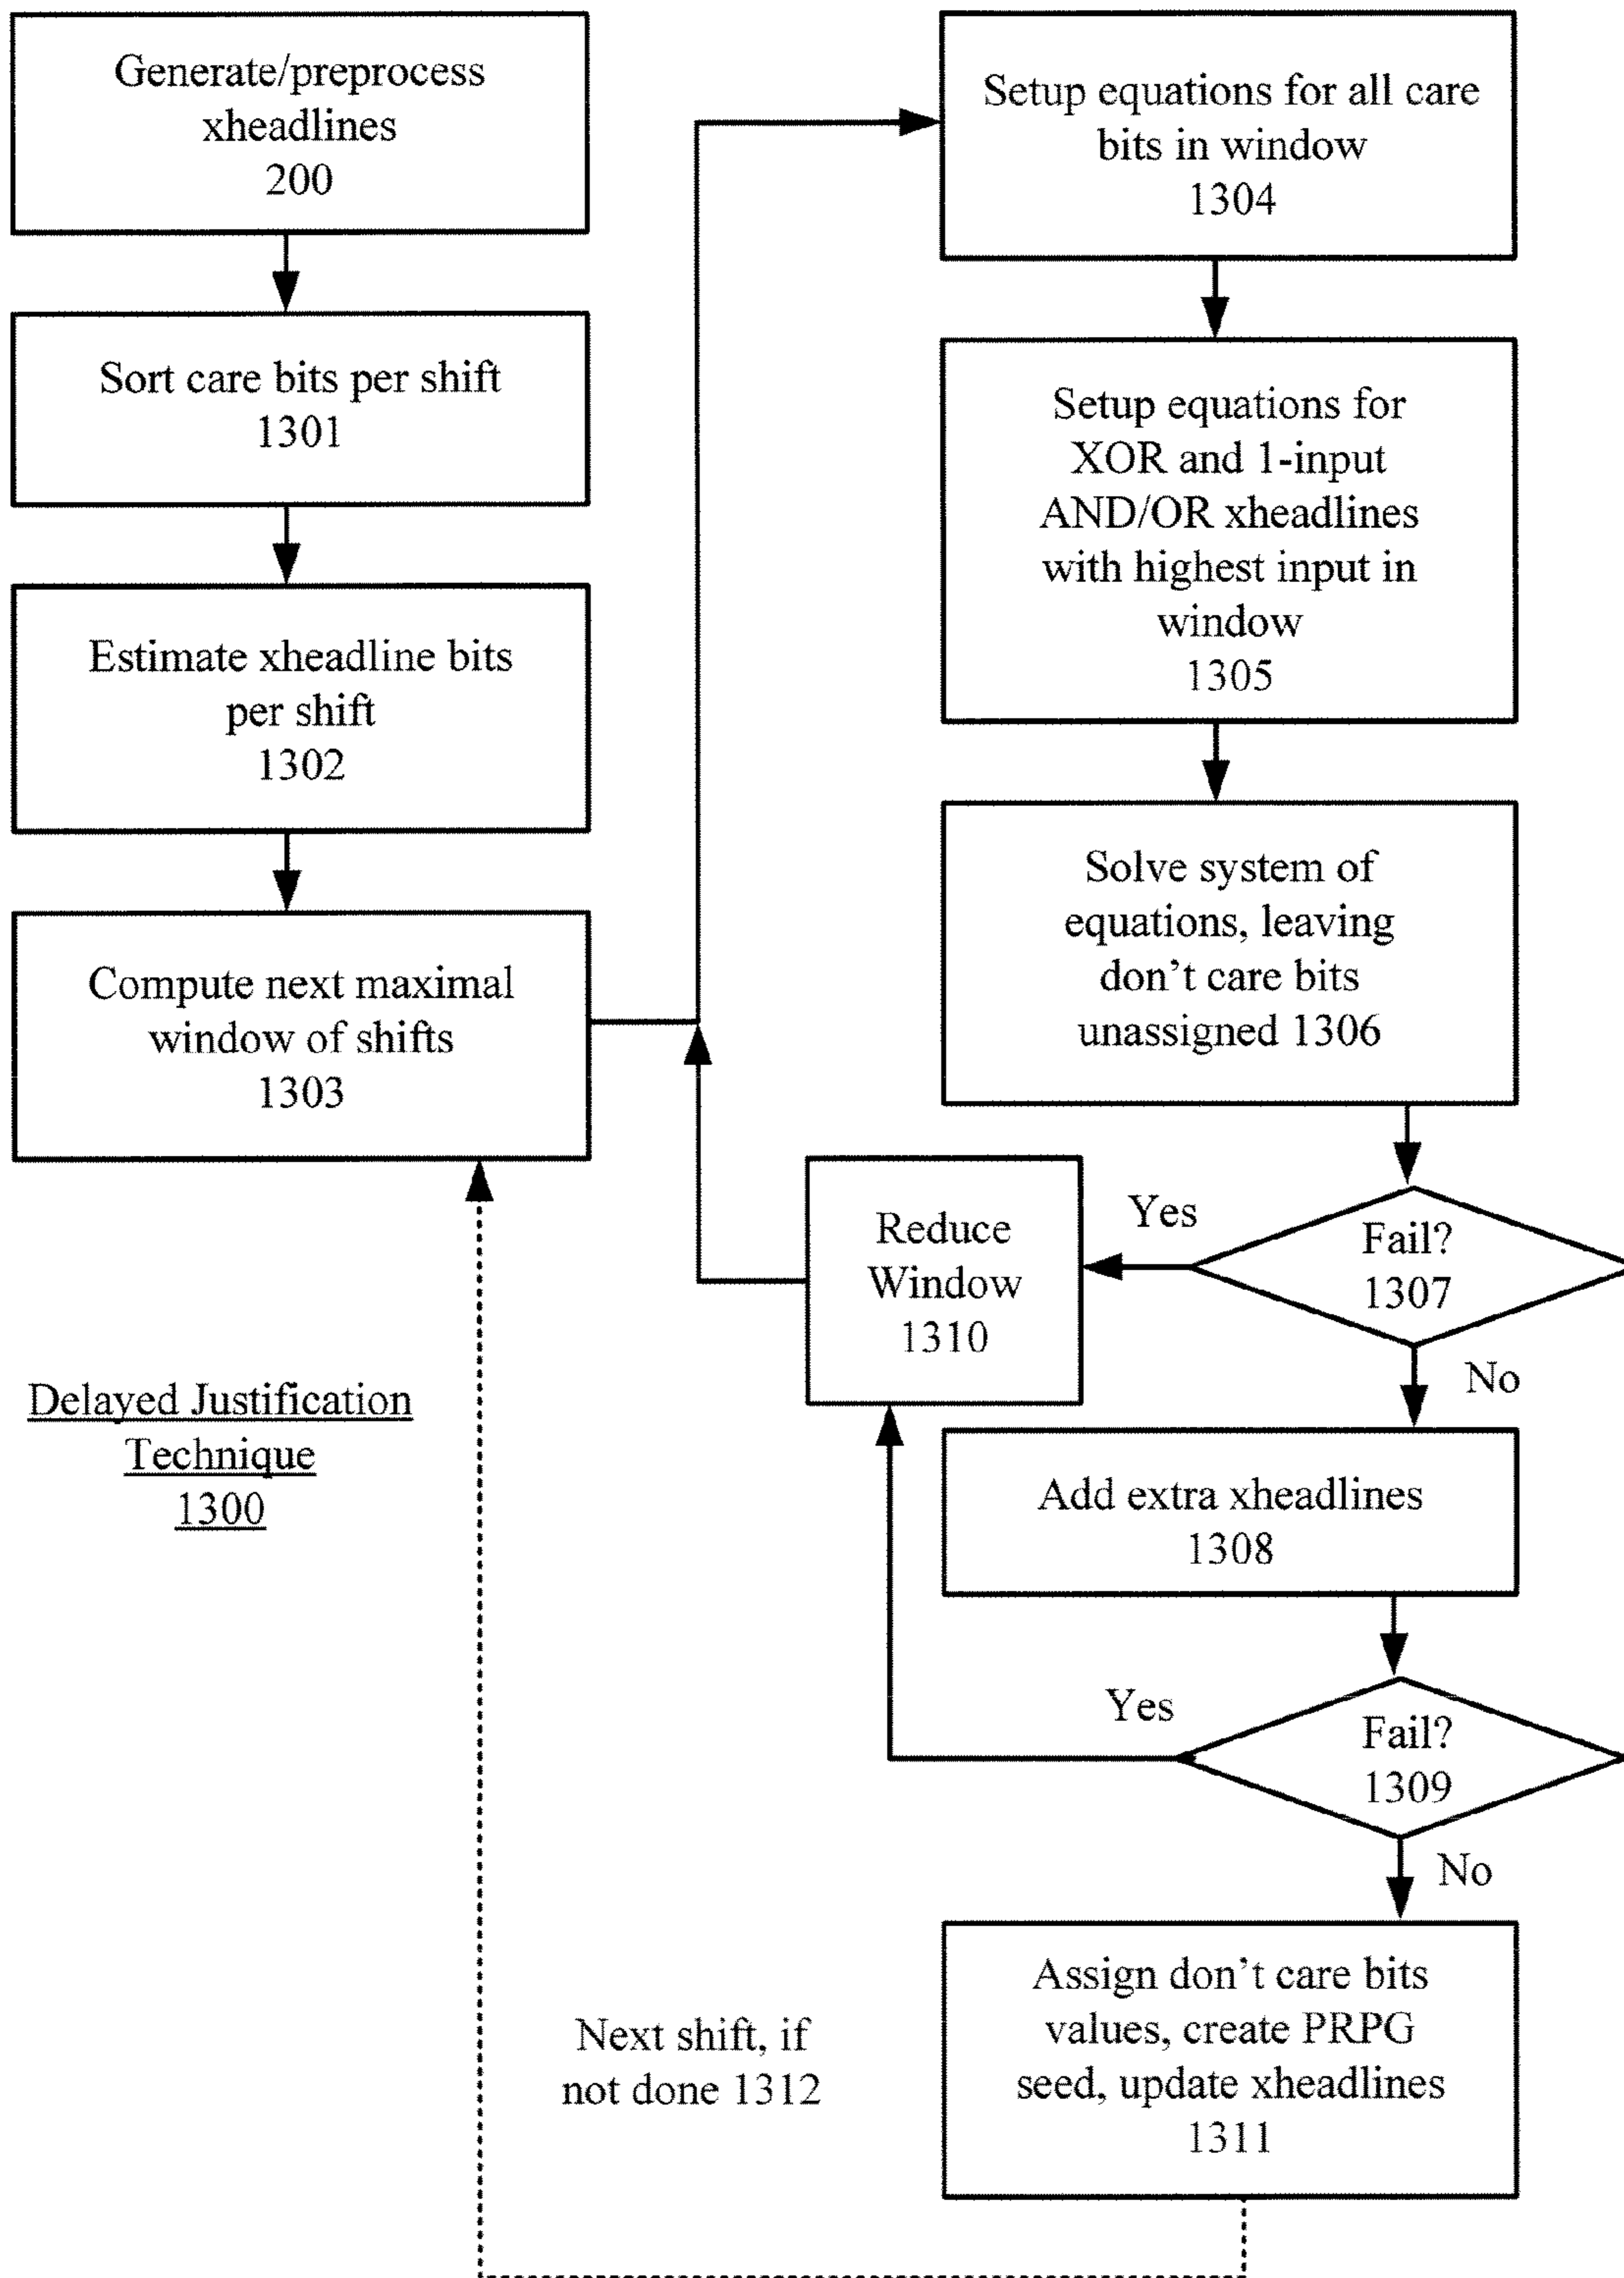 Generate/preprocess
xheadlines
200
Sort care bits per shift
1301
Estimate xheadline bits
per shift
1302
Compute next maximal
window of shifts
1303
Setup equations for all care
bits in window
1304
Setup equations for
XOR and 1-input
AND/OR xheadlines
with highest input in
window
1305
Solve system of
equations, leaving
don't care bits
unassigned 1306
Fail?
1307
Yes
No
Reduce
Window
1310
Add extra xheadlines
1308
Fail?
1309
Yes
No
Assign don't care bits
values, create PRPG
seed, update xheadlines
1311
Next shift, if
not done 1312
Delayed Justification
Technique
1300